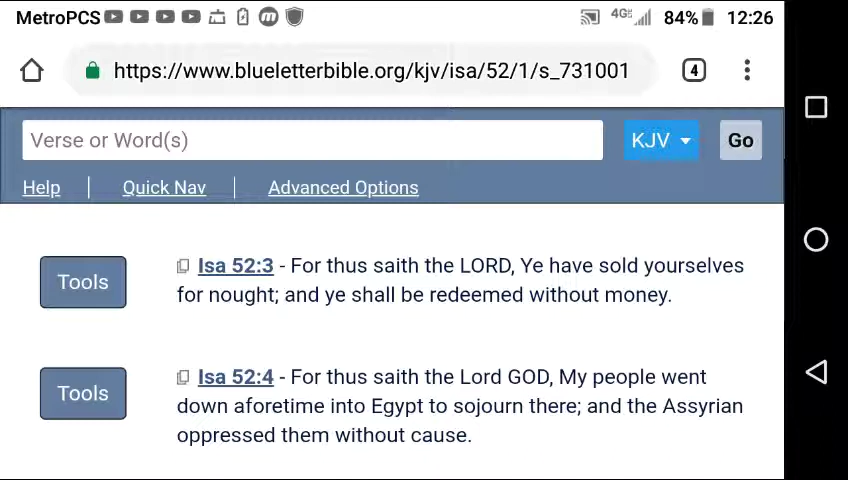 MetroPCS 4G 84% 12:26
https://www.blueletterbible.org/kjv/isa/52/1/s_731001 4
Verse or Word(s) KJV Go
Help | Quick Nav | Advanced Options
Tools Isa 52:3 - For thus saith the LORD, Ye have sold yourselves
for nought; and ye shall be redeemed without money.
Tools Isa 52:4 - For thus saith the Lord GOD, My people went
down aforetime into Egypt to sojourn there; and the Assyrian
oppressed them without cause.